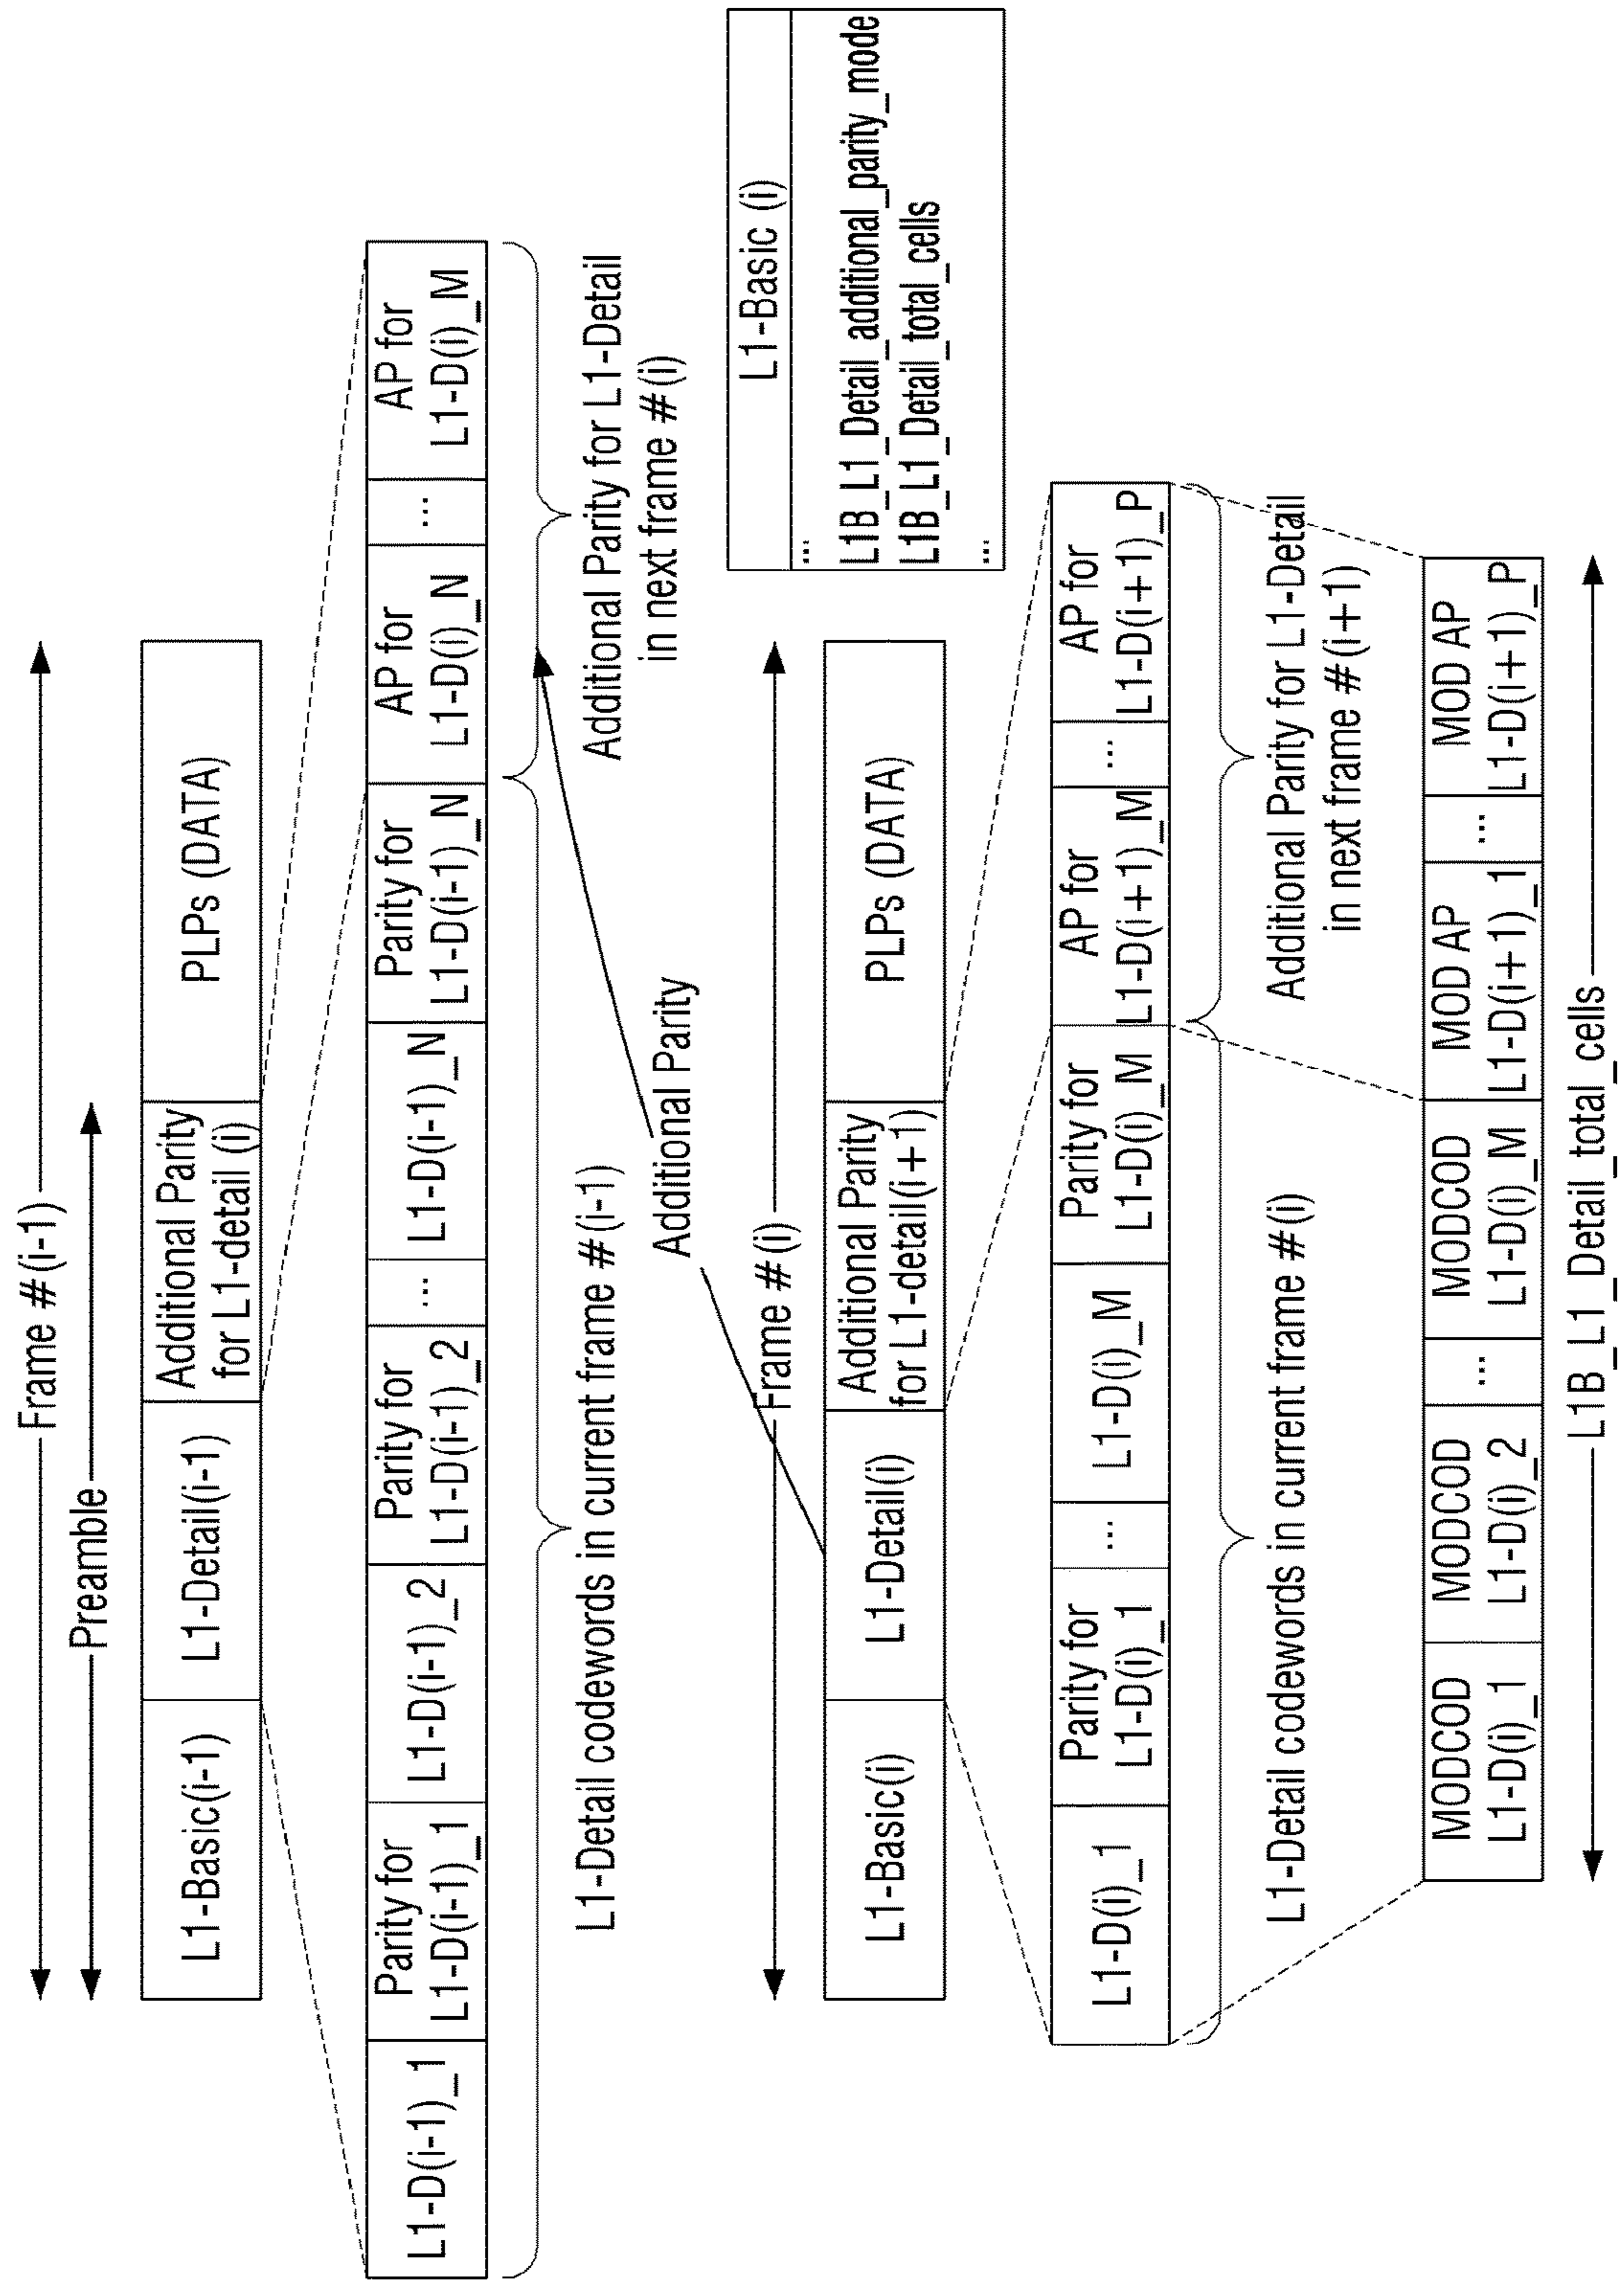 Frame #(i-1)
Preamble
L1-Basic(i-1)
L1-Detail(i-1)
Additional Parity
for L1-detail (i)
PLPs (DATA)
L1-D(i-1)_1
Parity for
L1-D(i-1)_1
L1-D(i-1)_2
Parity for
L1-D(i-1)_2
...
L1-D(i-1)_N
Parity for
L1-D(i-1)_N
AP for
L1-D(i)_N
...
AP for
L1-D(i)_M
L1-Detail codewords in current frame #(i-1)
Additional Parity for L1-Detail
in next frame #(i)
Additional Parity
L1-Basic (i)
...
L1B_L1_Detail_additional_parity_mode
L1B_L1_Detail_total_cells
...
Frame #(i)
L1-Basic(i)
L1-Detail(i)
Additional Parity
for L1-detail(i+1)
PLPs (DATA)
L1-D(i)_1
Parity for
L1-D(i)_1
...
L1-D(i)_M
Parity for
L1-D(i)_M
AP for
L1-D(i+1)_M
...
AP for
L1-D(i+1)_P
L1-Detail codewords in current frame #(i)
Additional Parity for L1-Detail
in next frame #(i+1)
MODCOD
L1-D(i)_1
MODCOD
L1-D(i)_2
...
MODCOD
L1-D(i)_M
MOD AP
L1-D(i+1)_1
...
MOD AP
L1-D(i+1)_P
L1B_L1_Detail_total_cells